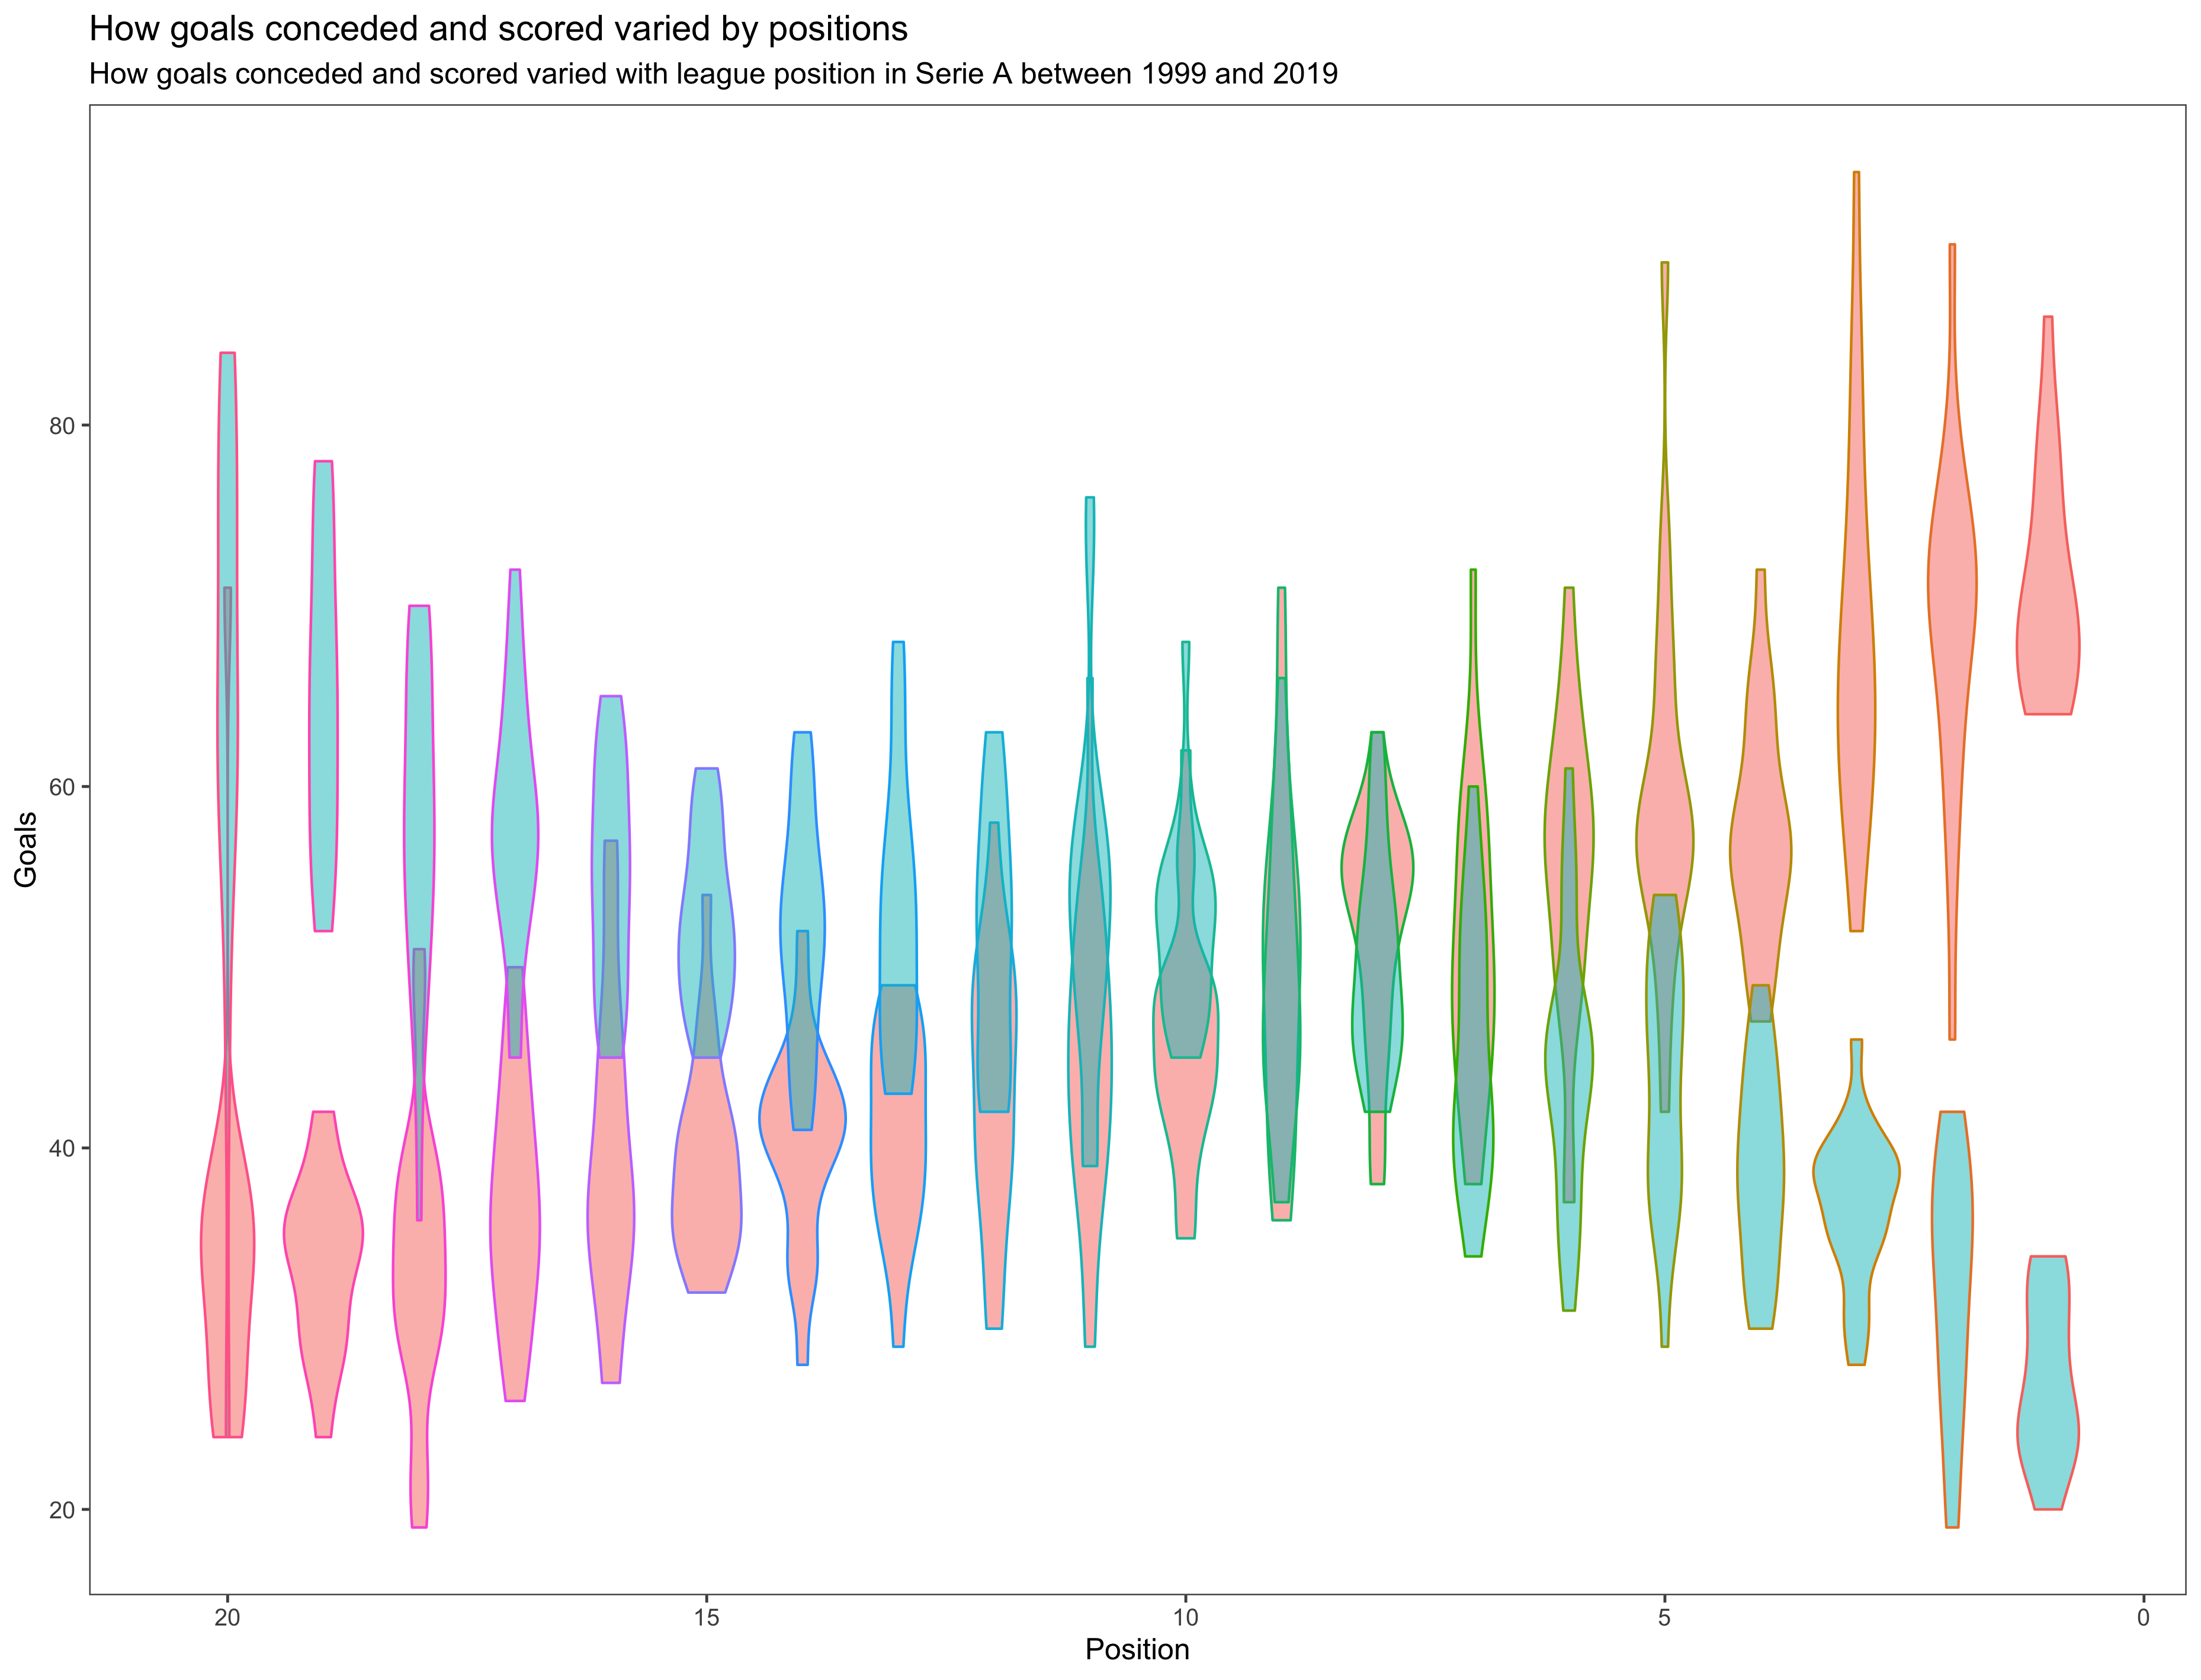 How goals conceded and scored varied by positions
How goals conceded and scored varied with league position in Serie A between 1999 and 2019
Goals
80
60
40
20
20
15
10
5
0
Position